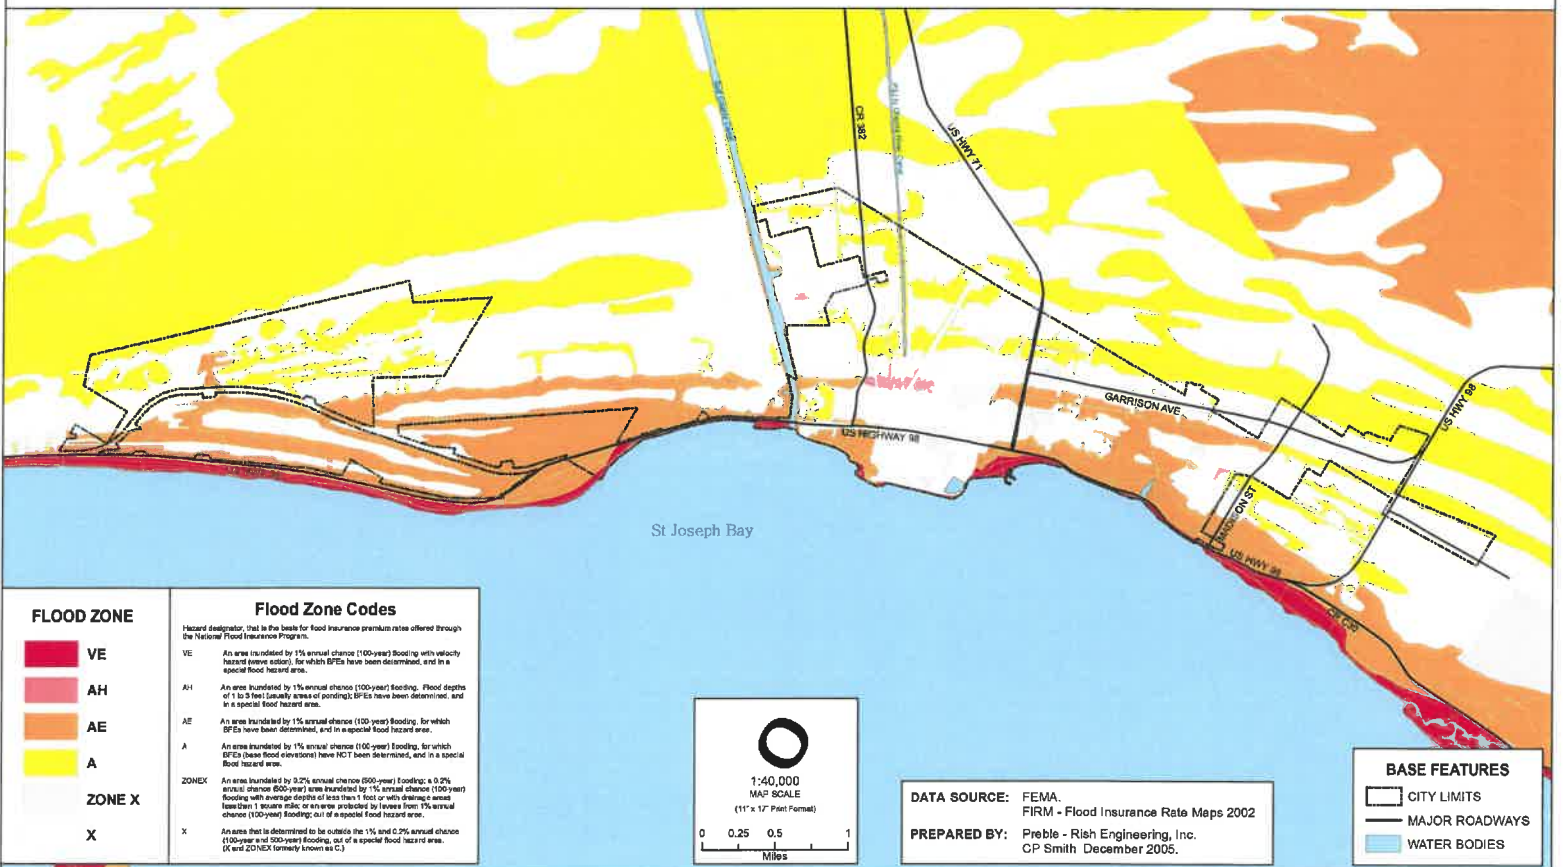 CR 382
US HWY 71
GARRISON AVE
US HWY 98
US HIGHWAY 98
MADISON ST
US HWY 98
CR C30
St Joseph Bay
FLOOD ZONE
VE
AH
AE
A
ZONE X
X
Flood Zone Codes
Hazard designator, that is the basis for flood insurance premium rates offered through
the National Flood Insurance Program.
VE An area inundated by 1% annual chance (100-year) flooding with velocity
hazard (wave action), for which BFEs have been determined, and in a
special flood hazard area.
AH An area inundated by 1% annual chance (100-year) flooding. Flood depths
of 1 to 3 feet (usually areas of ponding); BFEs have been determined, and
in a special flood hazard area.
AE An area inundated by 1% annual chance (100-year) flooding, for which
BFEs have been determined, and in a special flood hazard area.
A An area inundated by 1% annual chance (100-year) flooding, for which
BFEs (base flood elevations) have NOT been determined, and in a special
flood hazard area.
ZONEX An area inundated by 0.2% annual chance (500-year) flooding; a 0.2%
annual chance (500-year) area inundated by 1% annual chance (100-year)
flooding with average depths of less than 1 foot or with drainage areas
less than 1 square mile; or an area protected by levees from 1% annual
chance (100-year) flooding; out of a special flood hazard area.
X An area that is determined to be outside the 1% and 0.2% annual chance
(100-year and 500-year) flooding, out of a special flood hazard area.
(X and ZONEX formerly known as C.)
1:40,000
MAP SCALE
(11" x 17" Print Format)
0 0.25 0.5 1
Miles
DATA SOURCE: FEMA.
FIRM - Flood Insurance Rate Maps 2002
PREPARED BY: Preble - Rish Engineering, Inc.
CP Smith December 2005.
BASE FEATURES
CITY LIMITS
MAJOR ROADWAYS
WATER BODIES